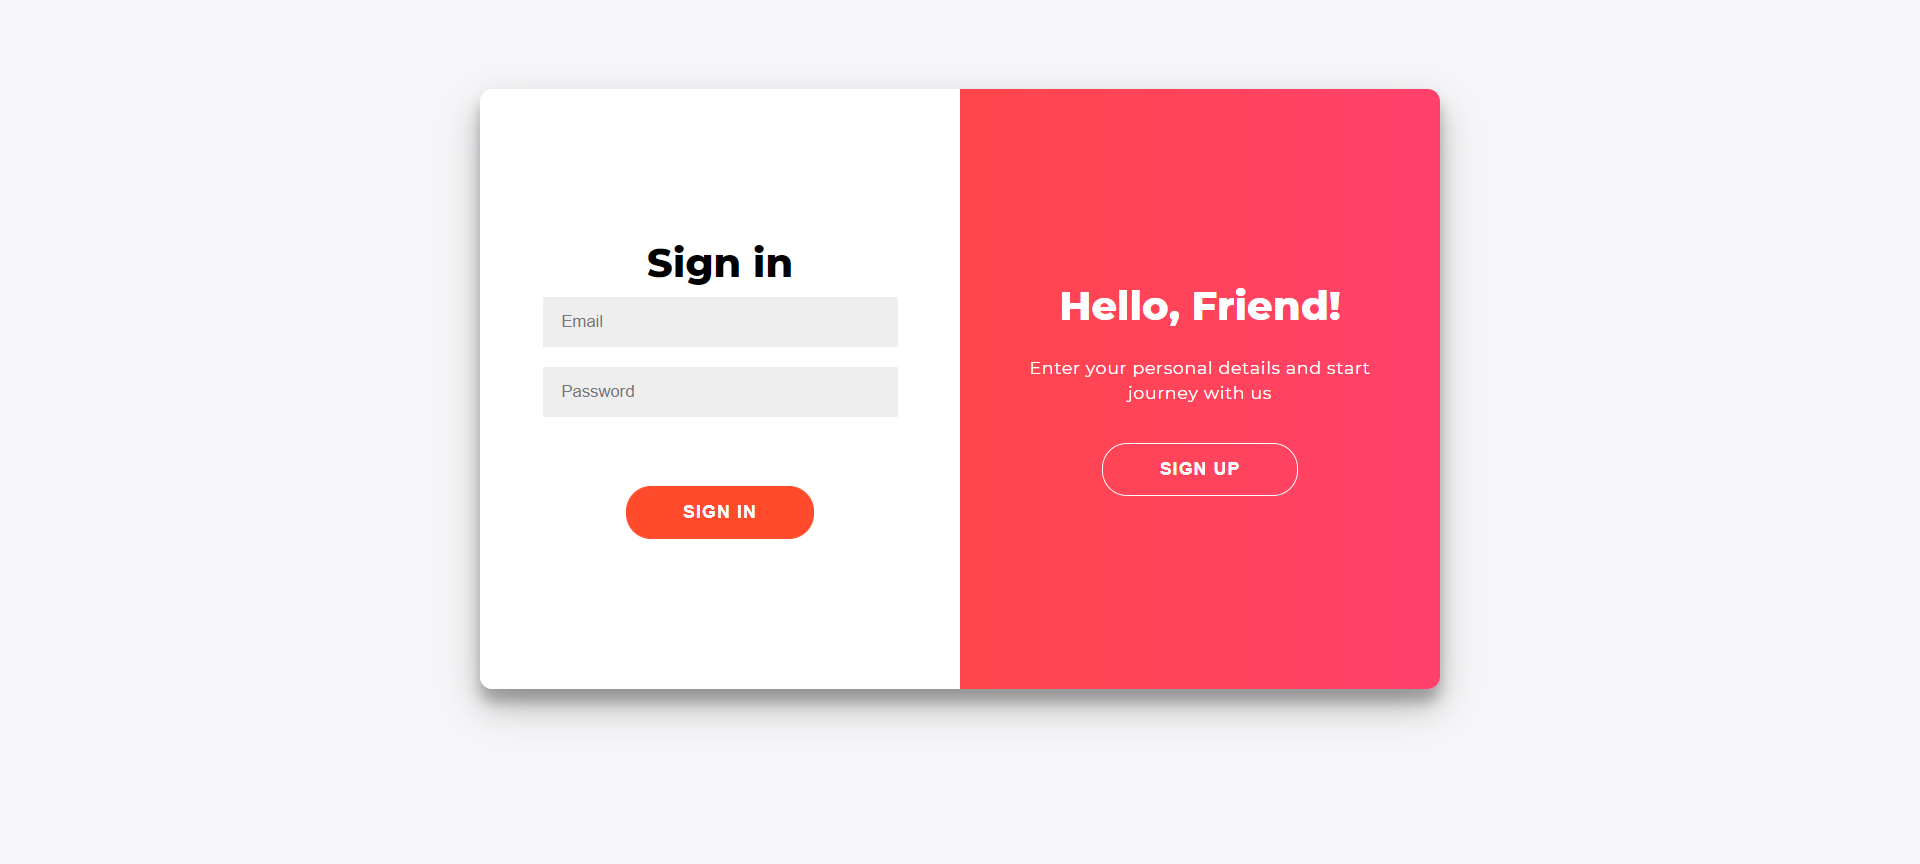 Sign in
Email
Password
SIGN IN
Hello, Friend!
Enter your personal details and start
journey with us
SIGN UP